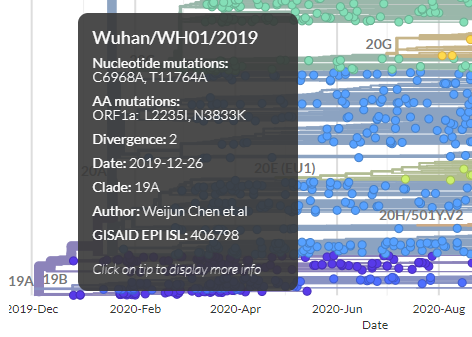 Wuhan/WH01/2019
Nucleotide mutations:
C6968A, T11764A
AA mutations:
ORF1a: L2235I, N3833K
Divergence: 2
Date: 2019-12-26
Clade: 19A
Author: Weijun Chen et al
GISAID EPI ISL: 406798
Click on tip to display more info
20G
20A
20E (EU1)
20H/501Y.V2
19A
19B
2019-Dec
2020-Feb
2020-Apr
2020-Jun
2020-Aug
Date